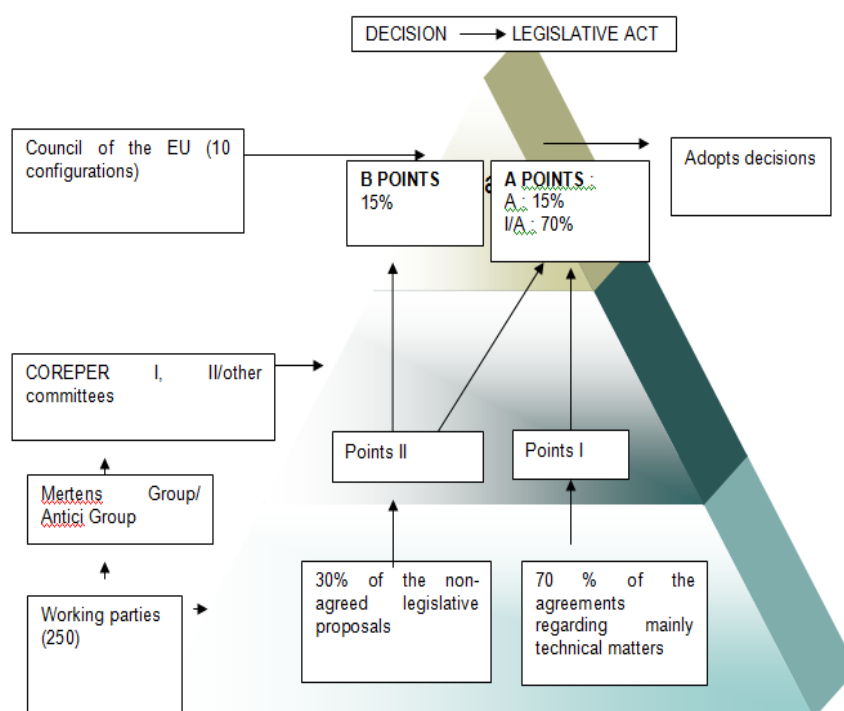 DECISION LEGISLATIVE ACT
Council of the EU (10
configurations)
B POINTS
15%
A POINTS :
A : 15%
I/A : 70%
Adopts decisions
COREPER I, II/other
committees
Points II
Points I
Mertens Group/
Antici Group
Working parties
(250)
30% of the non-
agreed legislative
proposals
70 % of the
agreements
regarding mainly
technical matters